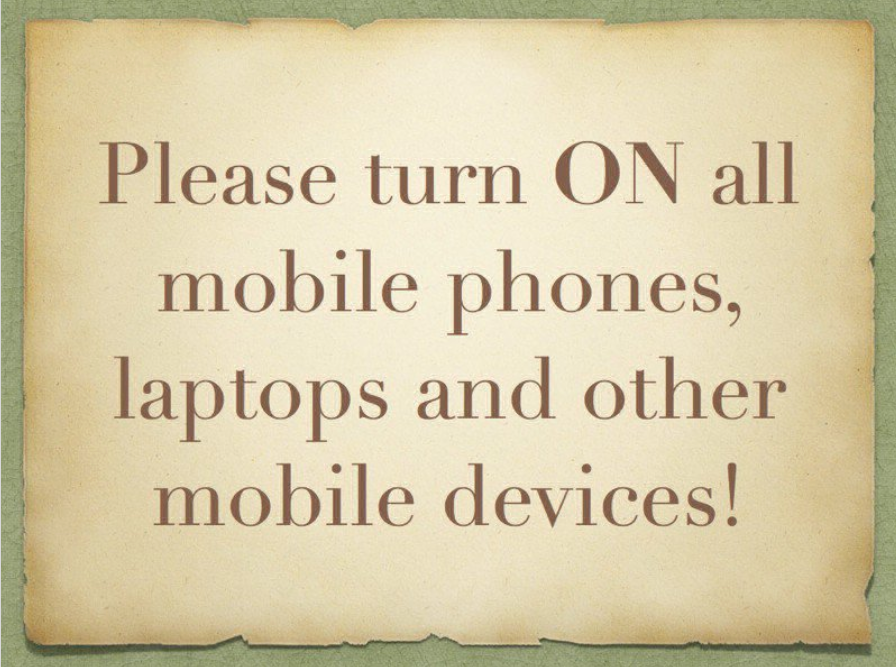 Please turn ON all
mobile phones,
laptops and other
mobile devices!